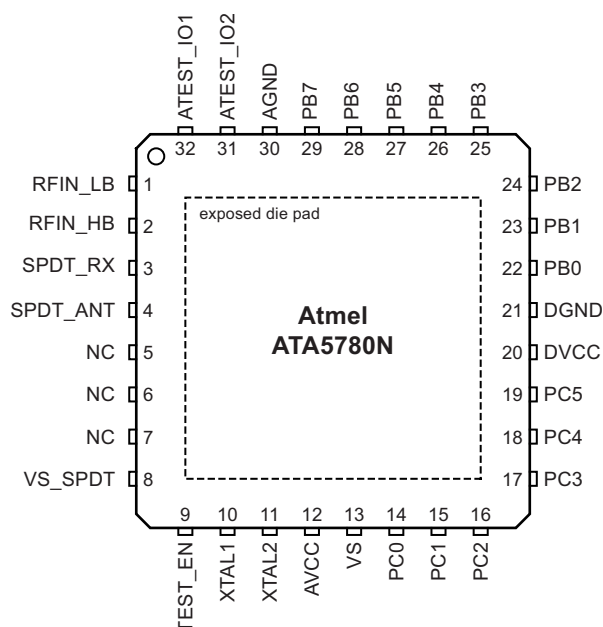 ATEST_IO1
ATEST_IO2
AGND
PB7
PB6
PB5
PB4
PB3
32 31 30 29 28 27 26 25
RFIN_LB 1
RFIN_HB 2
SPDT_RX 3
SPDT_ANT 4
NC 5
NC 6
NC 7
VS_SPDT 8
exposed die pad
Atmel
ATA5780N
24 PB2
23 PB1
22 PB0
21 DGND
20 DVCC
19 PC5
18 PC4
17 PC3
9 10 11 12 13 14 15 16
TEST_EN
XTAL1
XTAL2
AVCC
VS
PC0
PC1
PC2